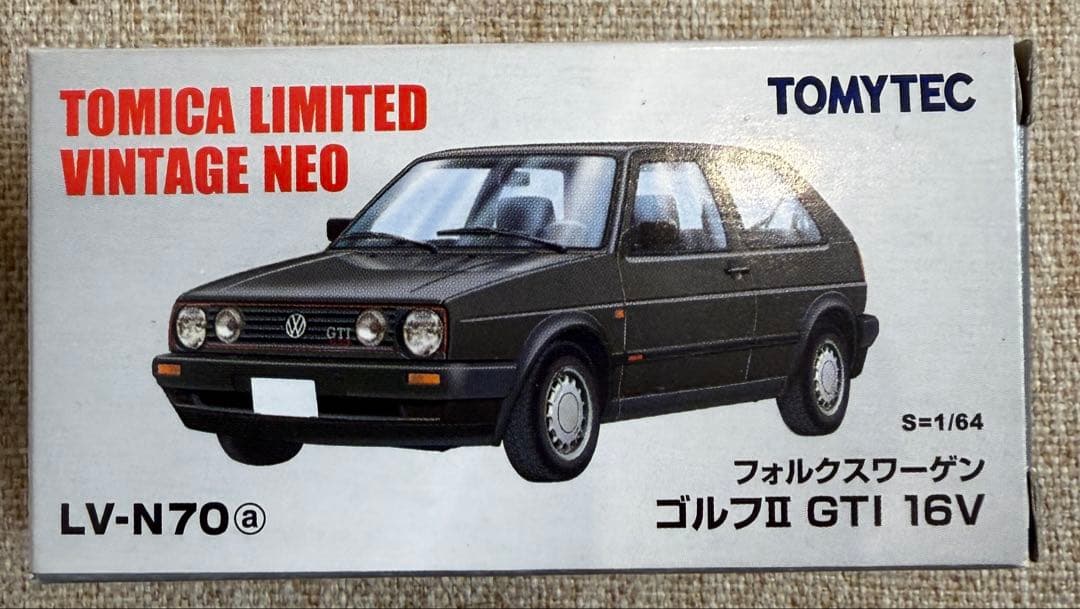 TOMICA LIMITED
VINTAGE NEO
TOMYTEC
GTI
S=1/64
フォルクスワーゲン
ゴルフII GTI 16V
LV-N70ⓐ